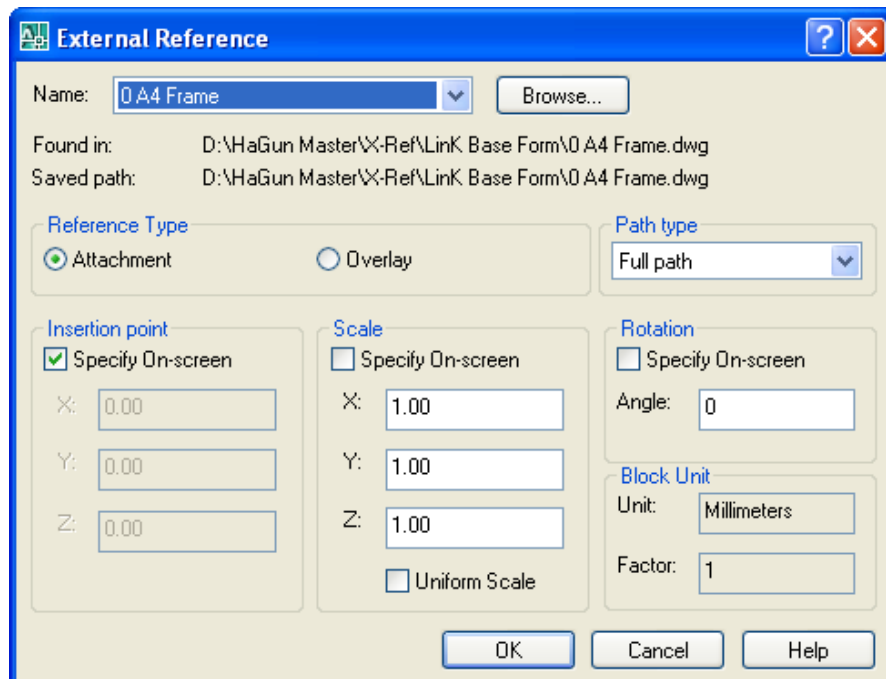 External Reference
Name: 0 A4 Frame Browse...
Found in: D:\HaGun Master\X-Ref\LinK Base Form\0 A4 Frame.dwg
Saved path: D:\HaGun Master\X-Ref\LinK Base Form\0 A4 Frame.dwg
Reference Type
Attachment Overlay
Path type
Full path
Insertion point
Specify On-screen
X: 0.00
Y: 0.00
Z: 0.00
Scale
Specify On-screen
X: 1.00
Y: 1.00
Z: 1.00
Uniform Scale
Rotation
Specify On-screen
Angle: 0
Block Unit
Unit: Millimeters
Factor: 1
OK Cancel Help